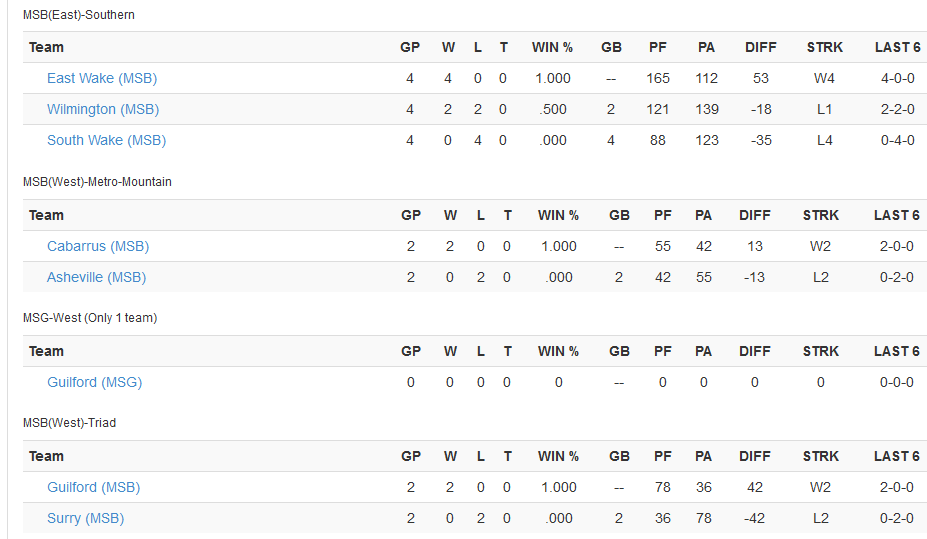 MSB(East)-Southern
Team GP W L T WIN % GB PF PA DIFF STRK LAST 6
East Wake (MSB) 4 4 0 0 1.000 -- 165 112 53 W4 4-0-0
Wilmington (MSB) 4 2 2 0 .500 2 121 139 -18 L1 2-2-0
South Wake (MSB) 4 0 4 0 .000 4 88 123 -35 L4 0-4-0
MSB(West)-Metro-Mountain
Team GP W L T WIN % GB PF PA DIFF STRK LAST 6
Cabarrus (MSB) 2 2 0 0 1.000 -- 55 42 13 W2 2-0-0
Asheville (MSB) 2 0 2 0 .000 2 42 55 -13 L2 0-2-0
MSG-West (Only 1 team)
Team GP W L T WIN % GB PF PA DIFF STRK LAST 6
Guilford (MSG) 0 0 0 0 0 -- 0 0 0 0 0-0-0
MSB(West)-Triad
Team GP W L T WIN % GB PF PA DIFF STRK LAST 6
Guilford (MSB) 2 2 0 0 1.000 -- 78 36 42 W2 2-0-0
Surry (MSB) 2 0 2 0 .000 2 36 78 -42 L2 0-2-0